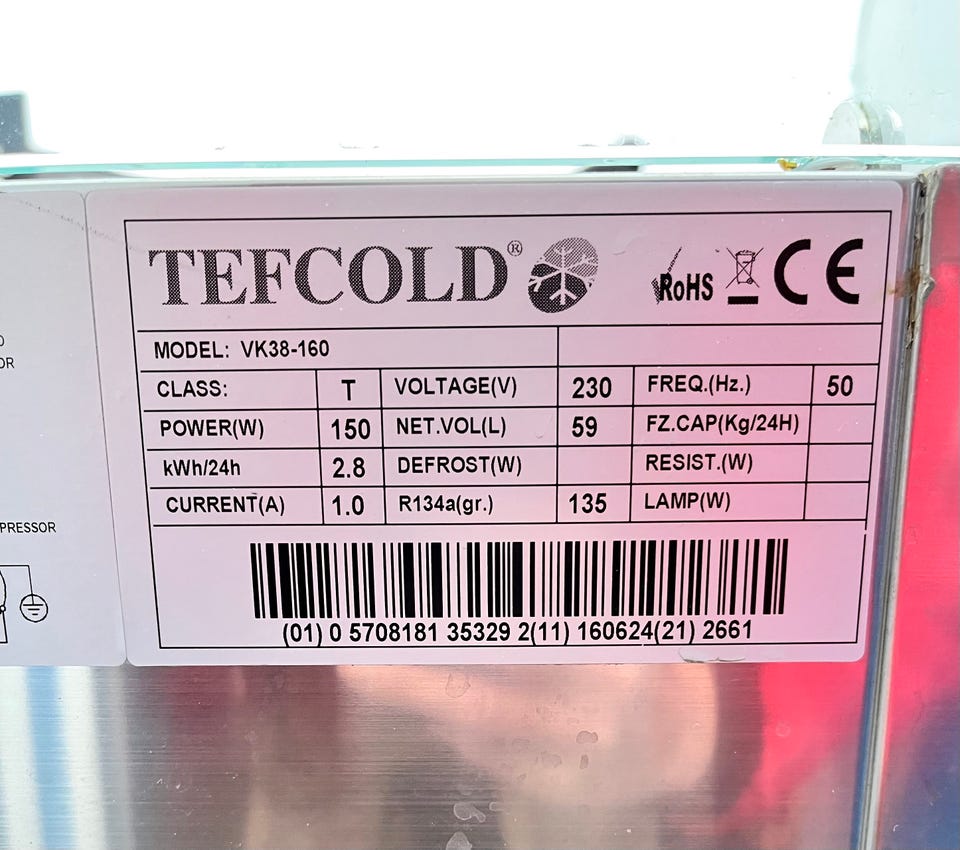 TEFCOLD®
RoHS CE
MODEL: VK38-160
CLASS: T VOLTAGE(V) 230 FREQ.(Hz.) 50
POWER(W) 150 NET.VOL(L) 59 FZ.CAP(Kg/24H)
kWh/24h 2.8 DEFROST(W) RESIST.(W)
CURRENT(A) 1.0 R134a(gr.) 135 LAMP(W)
(01) 0 5708181 35329 2(11) 160624(21) 2661